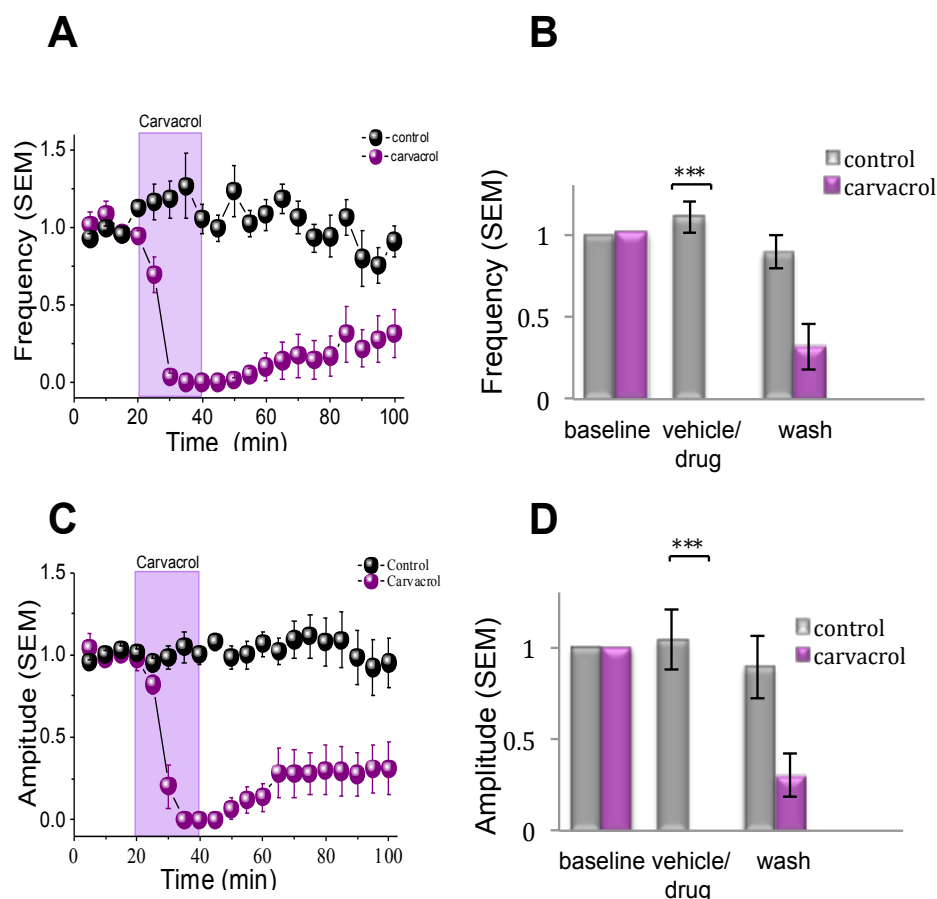 A
B
Carvacrol
control
carvacrol
1.5
1.0
0.5
0.0
Frequency (SEM)
0 20 40 60 80 100
Time (min)
***
control
carvacrol
1
0.5
0
Frequency (SEM)
baseline vehicle/ wash
drug
C
D
Carvacrol
Control
Carvacrol
1.5
1.0
0.5
0.0
Ampitude (SEM)
0 20 40 60 80 100
Time (min)
***
control
carvacrol
1
0.5
0
Amplitude (SEM)
baseline vehicle/ wash
drug